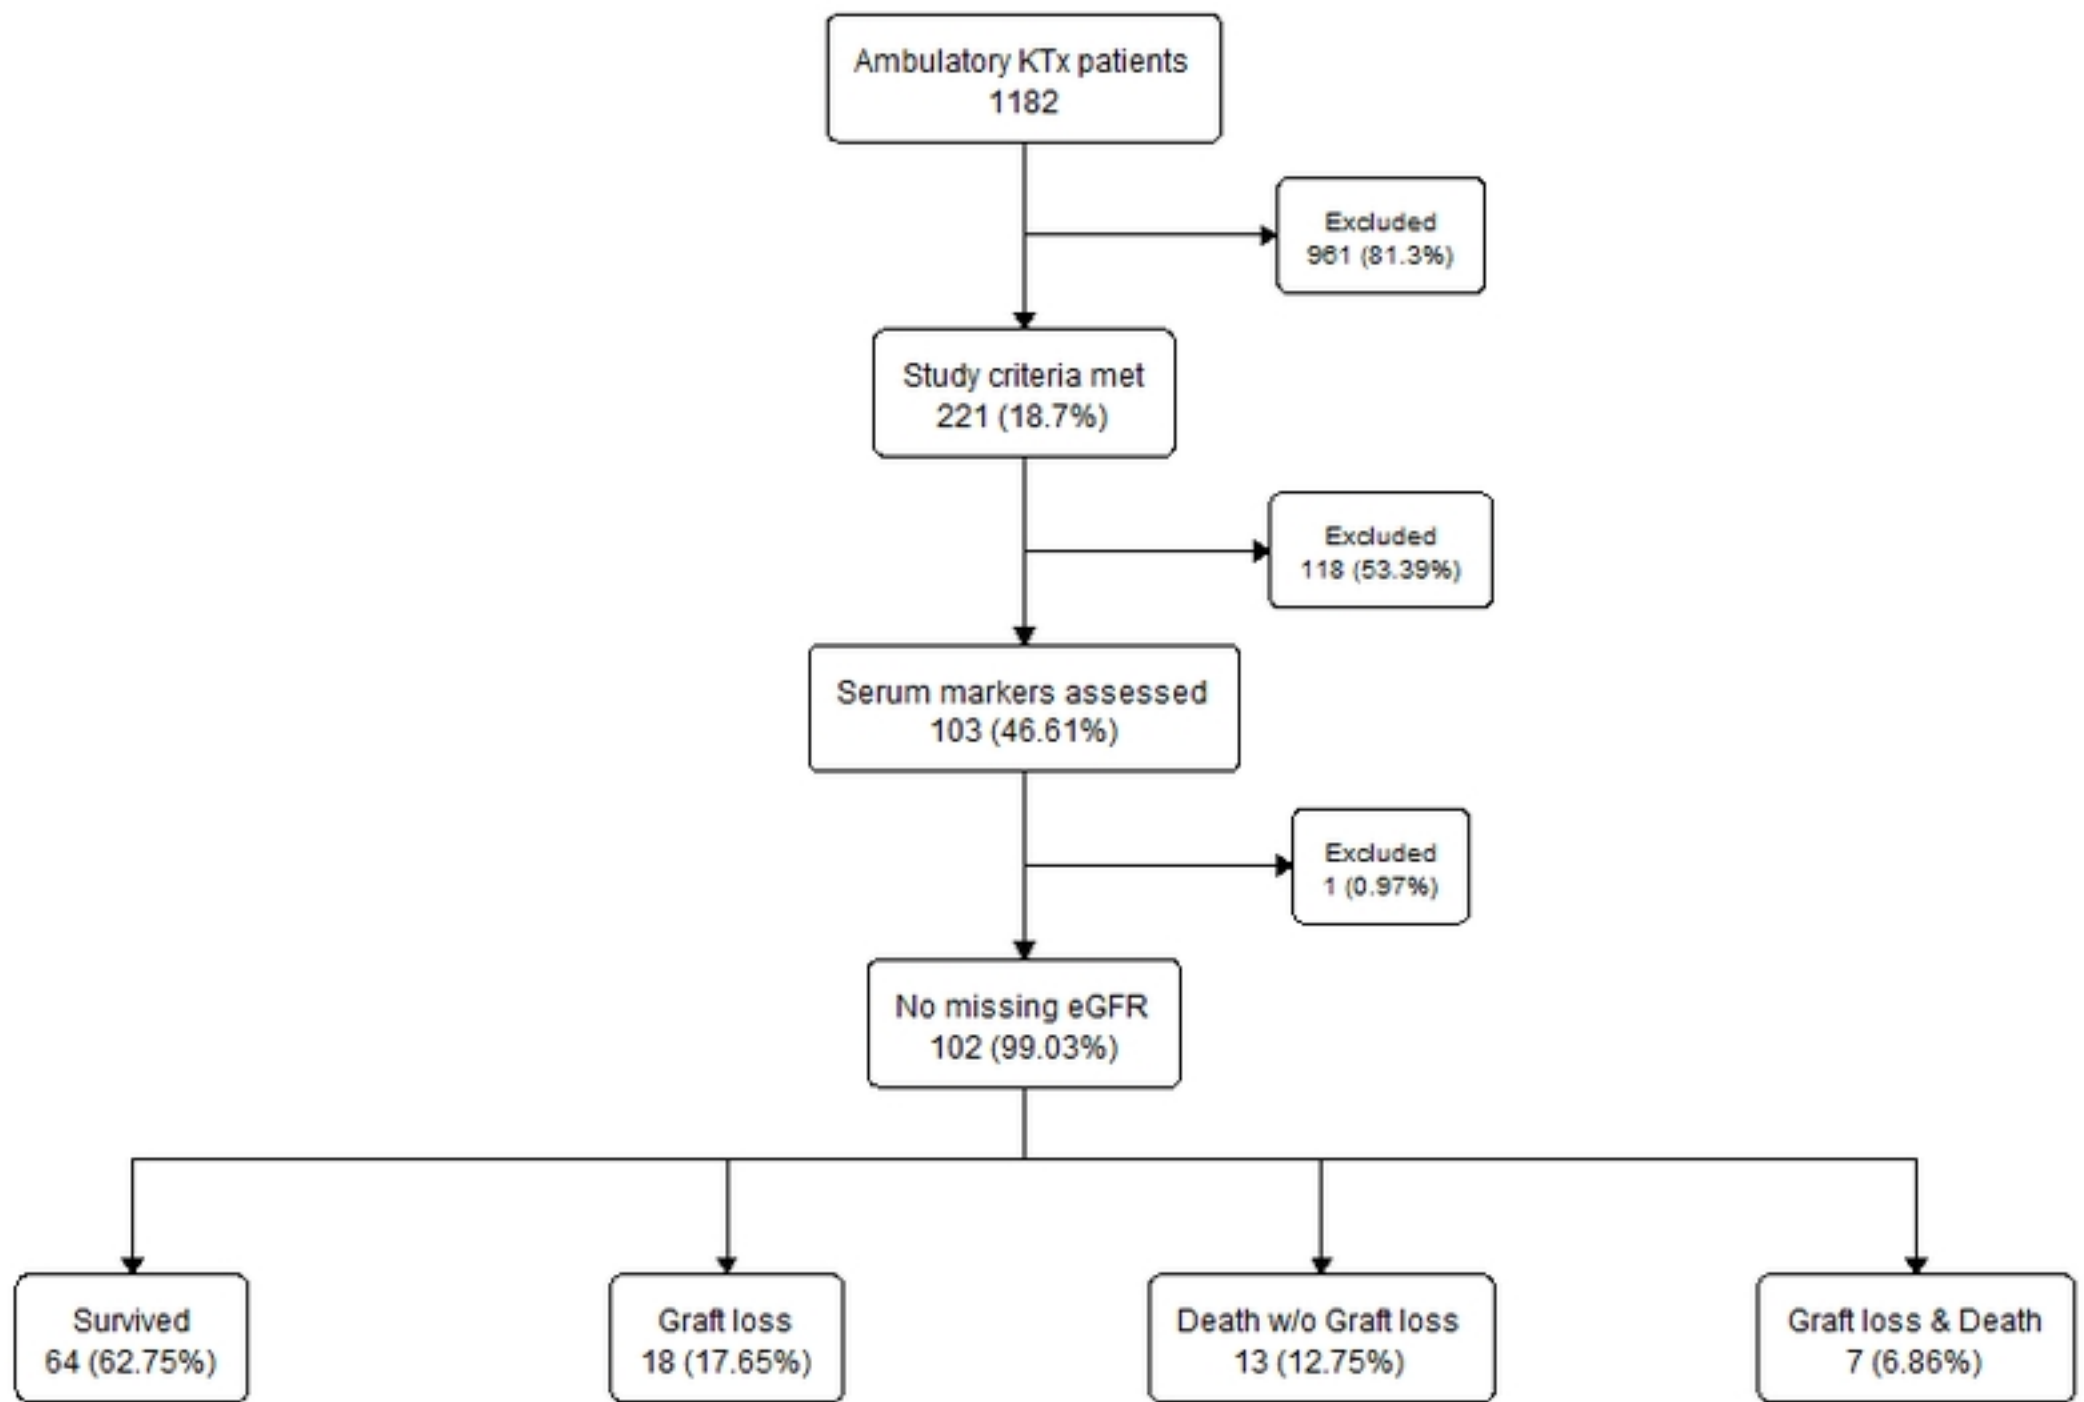 Ambulatory KTx patients
1182
Excluded
961 (81.3%)
Study criteria met
221 (18.7%)
Excluded
118 (53.39%)
Serum markers assessed
103 (46.61%)
Excluded
1 (0.97%)
No missing eGFR
102 (99.03%)
Survived
64 (62.75%)
Graft loss
18 (17.65%)
Death w/o Graft loss
13 (12.75%)
Graft loss & Death
7 (6.86%)